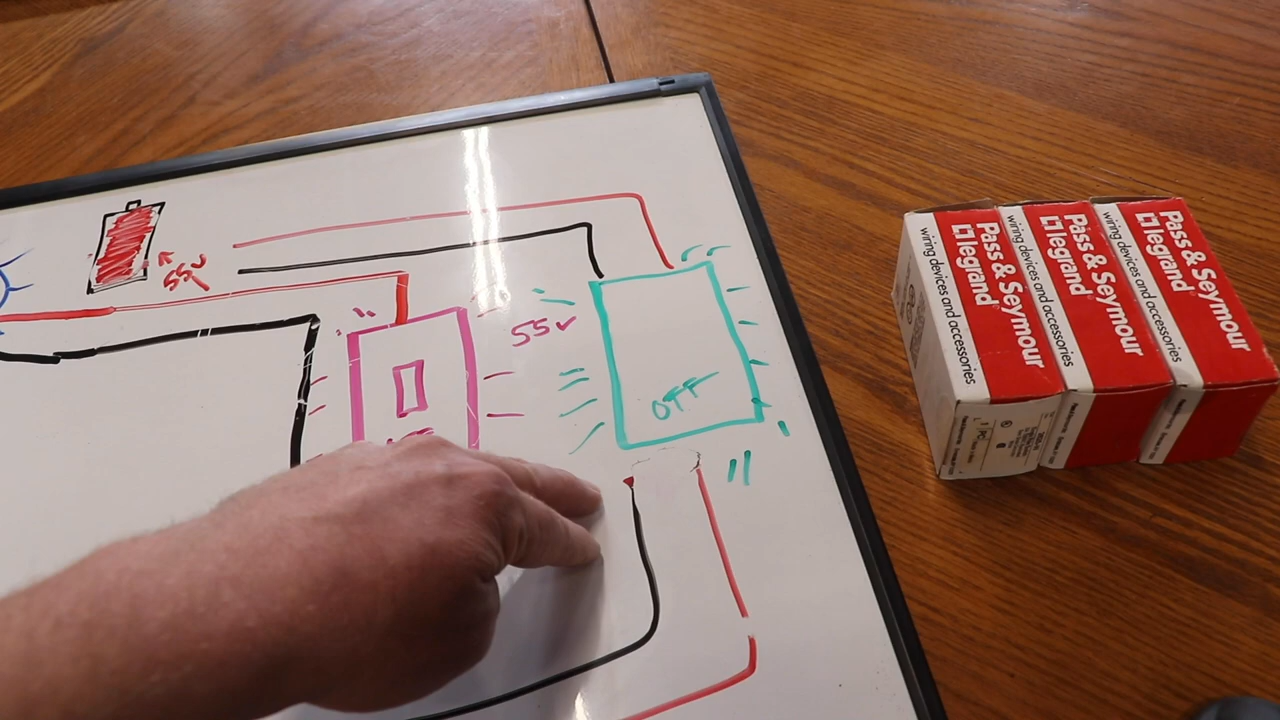 55v
55v
OFF
Pass & Seymour
legrand
wiring devices and accessories
Pass & Seymour
legrand
wiring devices and accessories
Pass & Seymour
legrand
wiring devices and accessories